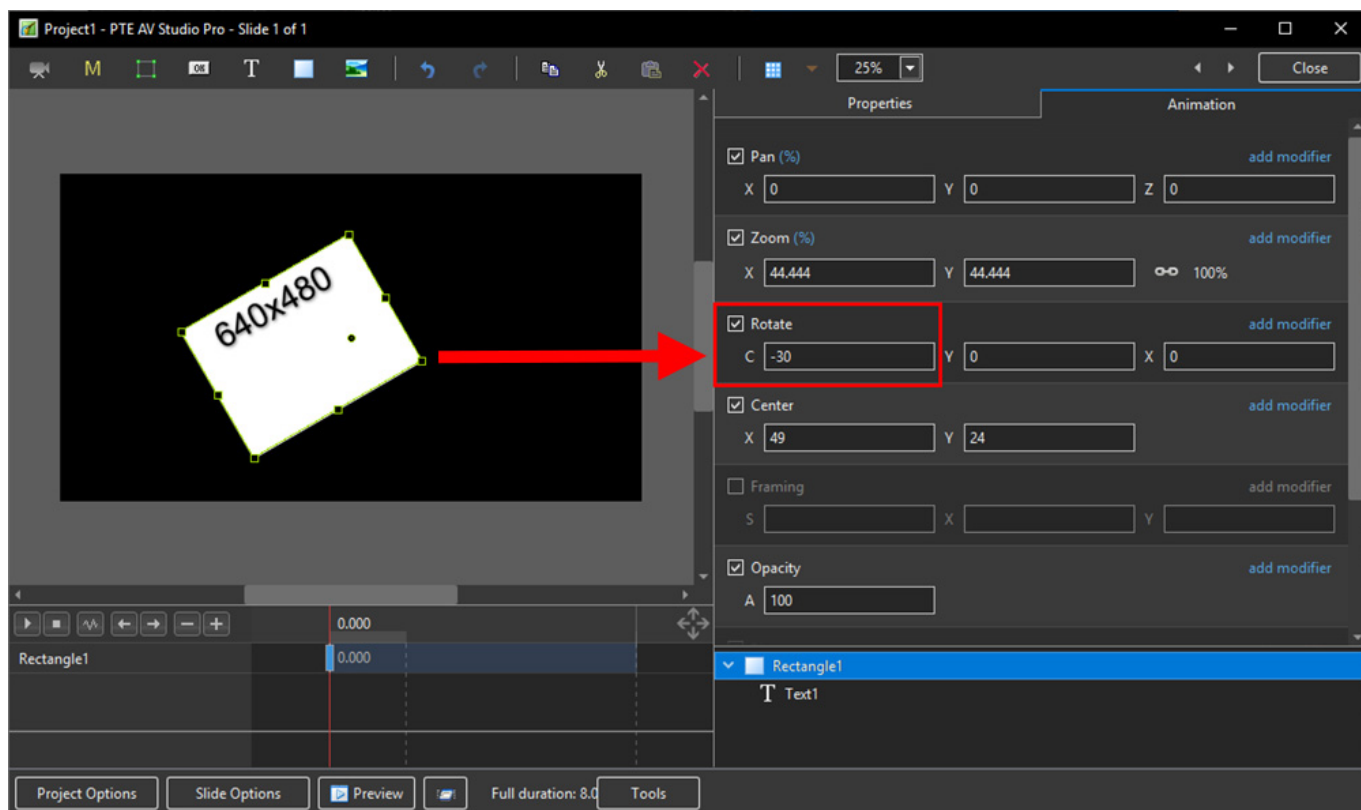 Project1 - PTE AV Studio Pro - Slide 1 of 1
M OK T 25% Close
Properties Animation
Pan (%) add modifier
X 0 Y 0 Z 0
Zoom (%) add modifier
X 44.444 Y 44.444 100%
640x480
Rotate add modifier
C -30 Y 0 X 0
Center add modifier
X 49 Y 24
Framing add modifier
S X Y
Opacity add modifier
A 100
0.000
Rectangle1 0.000
Rectangle1
T Text1
Project Options Slide Options Preview Full duration: 8.0 Tools